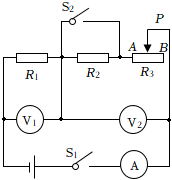 S₂
P
A B
R₁ R₂ R₃
V₁ V₂
S₁
A